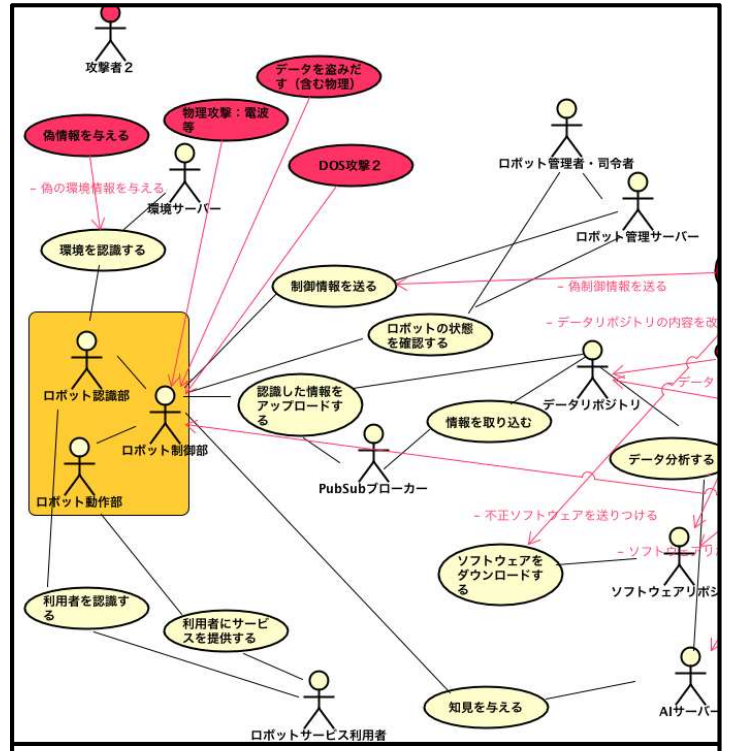 攻撃者２
データを盗みだ
す（含む物理）
物理攻撃：電波
等
偽情報を与える
DOS攻撃２
ロボット管理者・司令者
– 偽の環境情報を与える
環境サーバー
ロボット管理サーバー
環境を認識する
制御情報を送る
– 偽制御情報を送る
ロボットの状態
を確認する
– データリポジトリの内容を改
ロボット認識部
認識した情報を
アップロードす
る
データリポジトリ
データ
情報を取り込む
ロボット制御部
データ分析する
PubSubブローカー
ロボット動作部
– 不正ソフトウェアを送りつける
– ソフトウェアリポ
ソフトウェアを
ダウンロードす
る
ソフトウェアリポジ
利用者を認識す
る
利用者にサービ
スを提供する
知見を与える
AIサーバー
ロボットサービス利用者